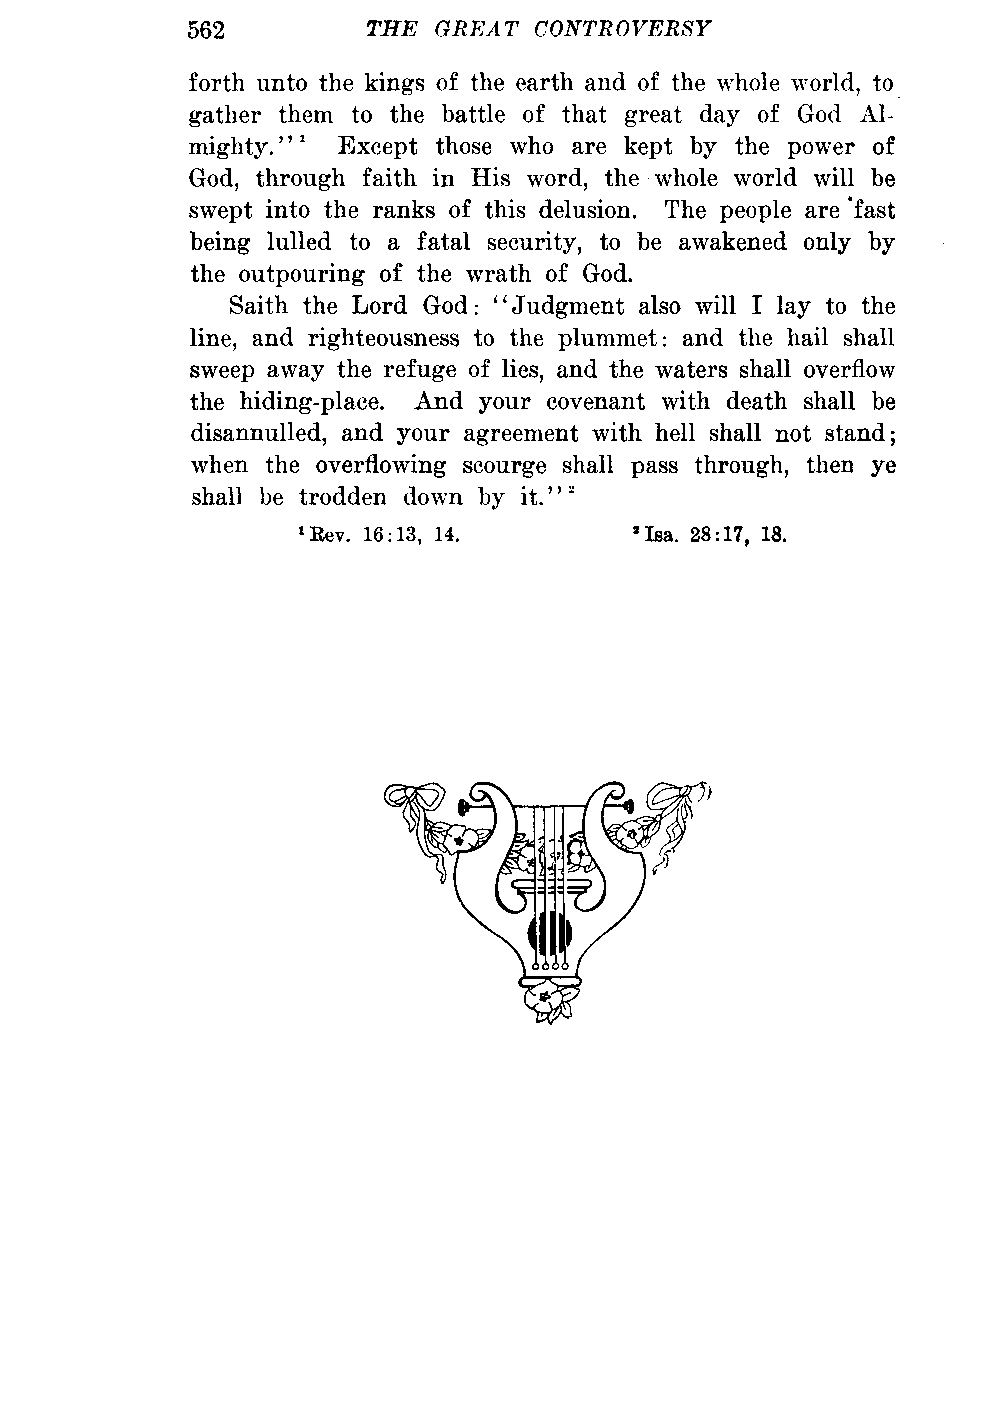 562 THE GREAT CONTROVERSY
forth unto the kings of the earth and of the whole world, to
gather them to the battle of that great day of God Al-
mighty.’’¹ Except those who are kept by the power of
God, through faith in His word, the whole world will be
swept into the ranks of this delusion. The people are fast
being lulled to a fatal security, to be awakened only by
the outpouring of the wrath of God.
Saith the Lord God: ‘‘Judgment also will I lay to the
line, and righteousness to the plummet: and the hail shall
sweep away the refuge of lies, and the waters shall overflow
the hiding-place. And your covenant with death shall be
disannulled, and your agreement with hell shall not stand;
when the overflowing scourge shall pass through, then ye
shall be trodden down by it.’’²
¹Rev. 16:13, 14. ²Isa. 28:17, 18.